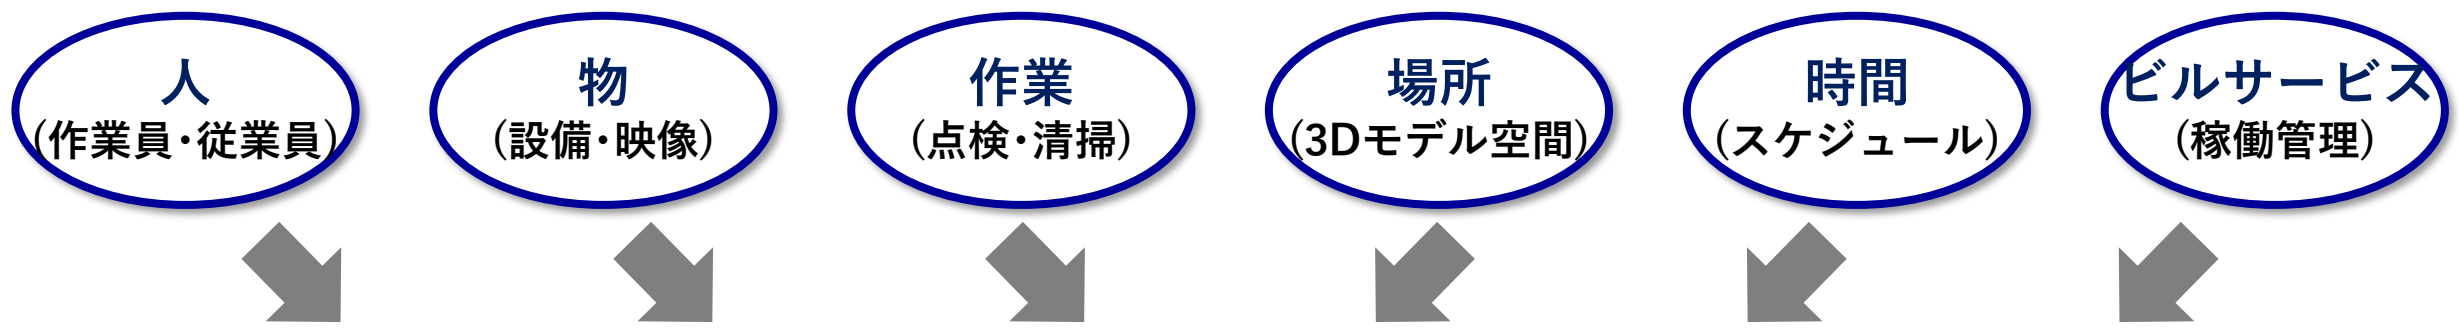 人
(作業員・従業員)
物
(設備・映像)
作業
(点検・清掃)
場所
(3Dモデル空間)
時間
(スケジュール)
ビルサービス
(稼働管理)